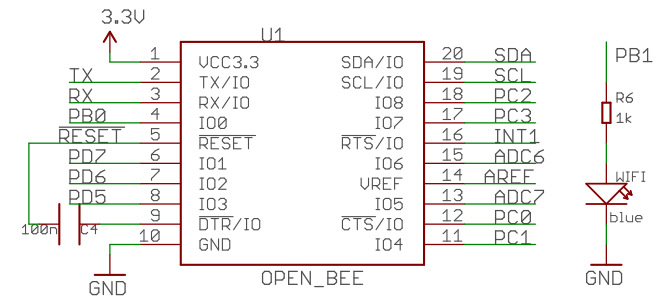 3.3V
U1
1 VCC3.3 SDA/IO 20 SDA
TX 2 TX/IO SCL/IO 19 SCL
RX 3 RX/IO IO8 18 PC2
PB0 4 IO0 IO7 17 PC3
RESET 5 RESET RTS/IO 16 INT1
PD7 6 IO1 IO6 15 ADC6
PD6 7 IO2 VREF 14 AREF
PD5 8 IO3 IO5 13 ADC7
100n C4 9 DTR/IO CTS/IO 12 PC0
10 GND IO4 11 PC1
GND
OPEN_BEE
PB1
R6
1k
WIFI
blue
GND